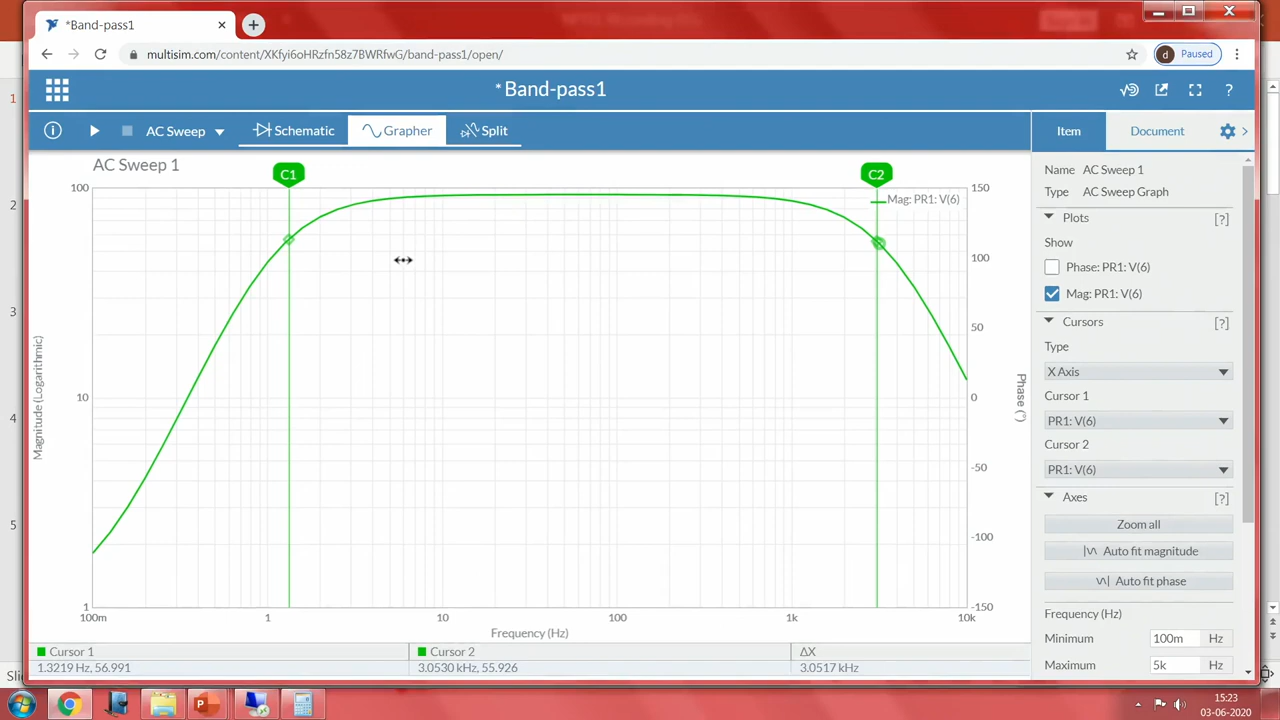 *Band-pass1
multisim.com/content/XKfyi6oHRzfn58z7BWRfwG/band-pass1/open/
d Paused
*Band-pass1
?
AC Sweep
Schematic
Grapher
Split
Item
Document
AC Sweep 1
C1
C2
Mag: PR1: V(6)
100
10
1
150
100
50
0
-50
-100
-150
Magnitude (Logarithmic)
Phase (°)
100m
1
10
100
1k
10k
Frequency (Hz)
Cursor 1
Cursor 2
ΔX
1.3219 Hz, 56.991
3.0530 kHz, 55.926
3.0517 kHz
Name AC Sweep 1
Type AC Sweep Graph
Plots [?]
Show
Phase: PR1: V(6)
Mag: PR1: V(6)
Cursors [?]
Type
X Axis
Cursor 1
PR1: V(6)
Cursor 2
PR1: V(6)
Axes [?]
Zoom all
Auto fit magnitude
Auto fit phase
Frequency (Hz)
Minimum 100m Hz
Maximum 5k Hz
1
2
3
4
5
15:23
03-06-2020